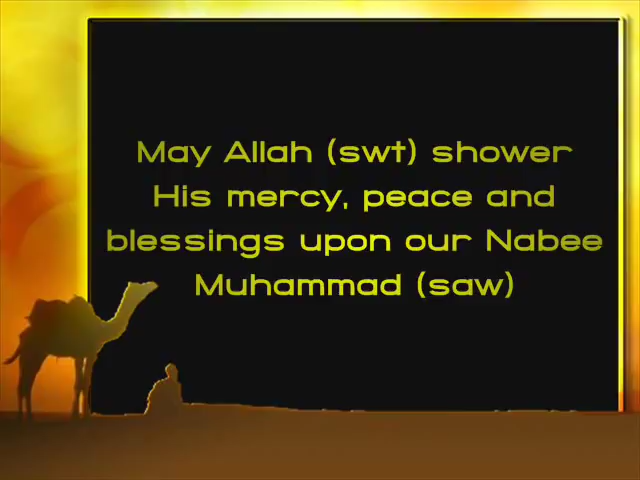 May Allah (swt) shower
His mercy, peace and
blessings upon our Nabee
Muhammad (saw)